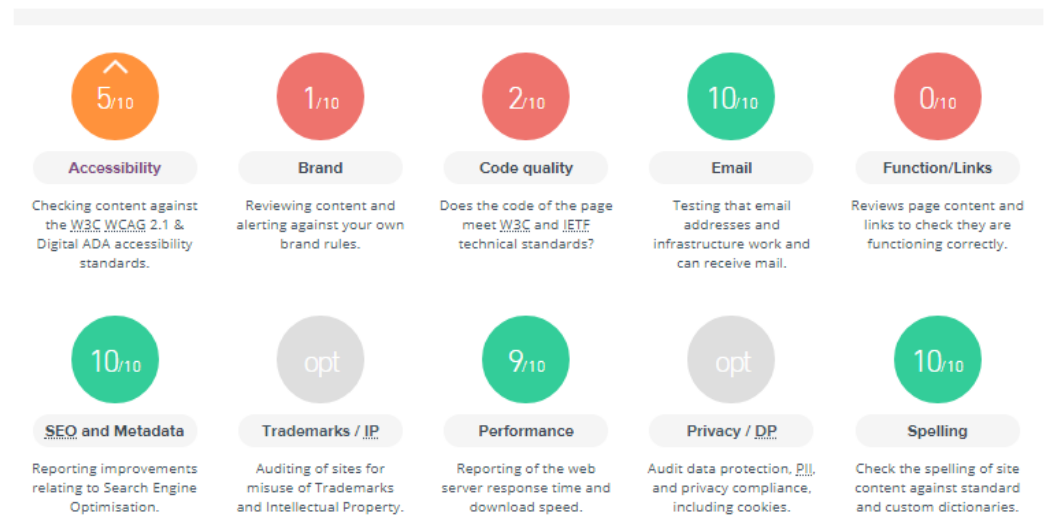 5/10
1/10
2/10
10/10
0/10
Accessibility
Brand
Code quality
Email
Function/Links
Checking content against
the W3C WCAG 2.1 &
Digital ADA accessibility
standards.
Reviewing content and
alerting against your own
brand rules.
Does the code of the page
meet W3C and IETF
technical standards?
Testing that email
addresses and
infrastructure work and
can receive mail.
Reviews page content and
links to check they are
functioning correctly.
10/10
opt
9/10
opt
10/10
SEO and Metadata
Trademarks / IP
Performance
Privacy / DP
Spelling
Reporting improvements
relating to Search Engine
Optimisation.
Auditing of sites for
misuse of Trademarks
and Intellectual Property.
Reporting of the web
server response time and
download speed.
Audit data protection, PII,
and privacy compliance,
including cookies.
Check the spelling of site
content against standard
and custom dictionaries.